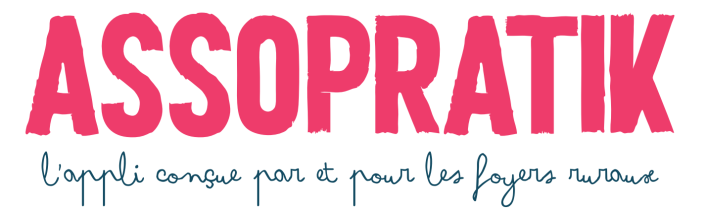 ASSOPRATIK
l'appli conçue par et pour les foyers ruraux